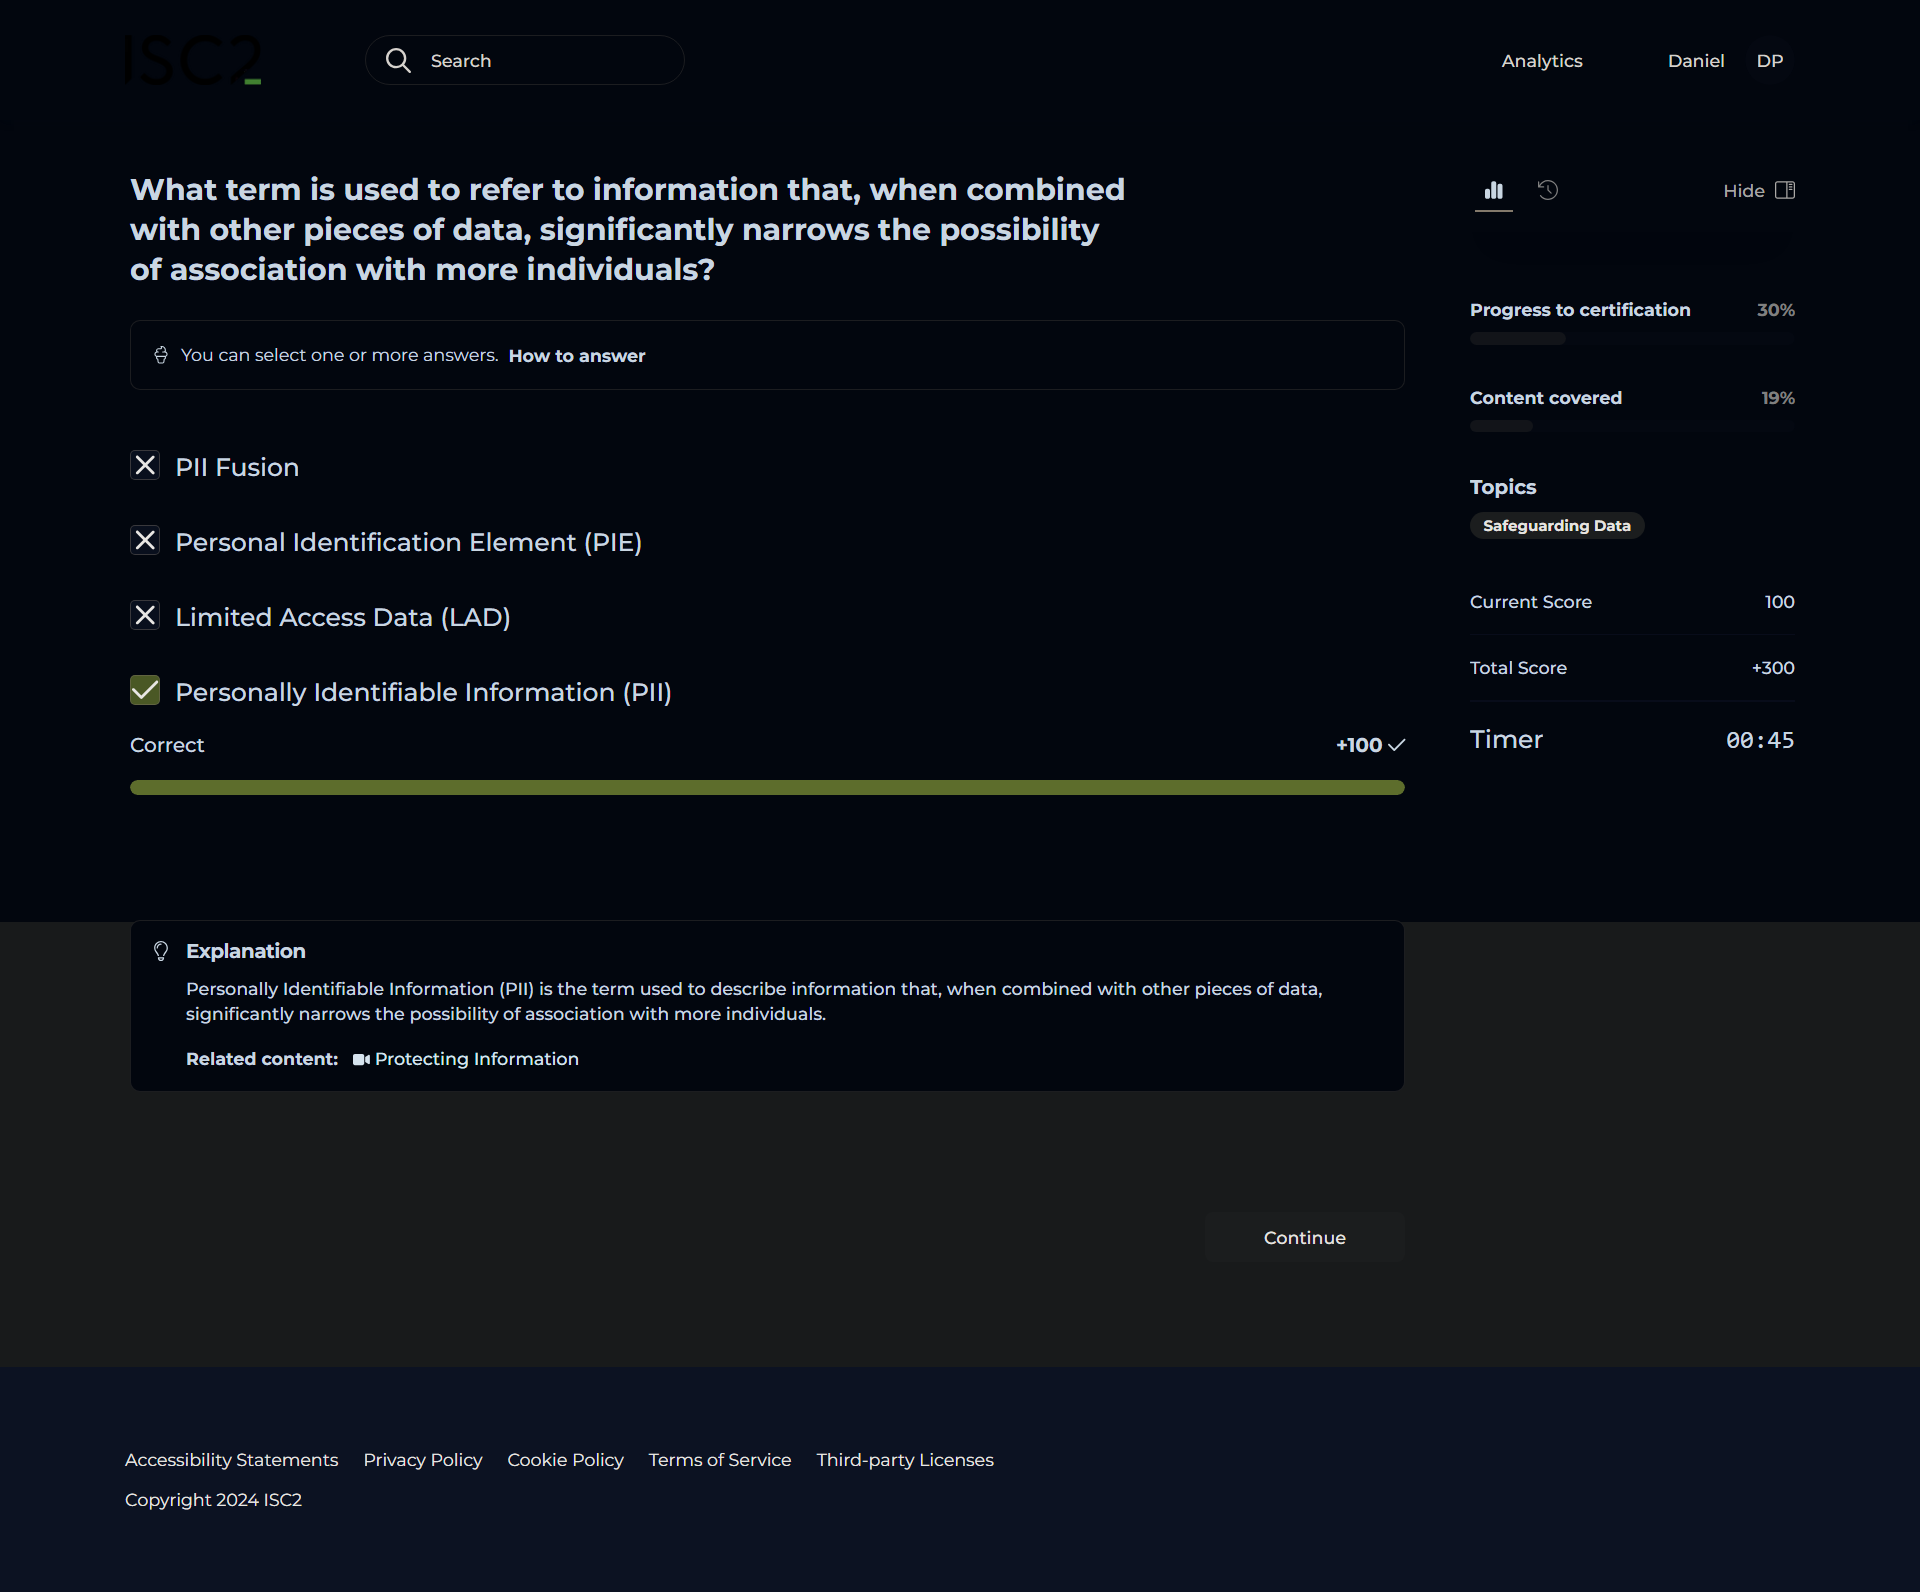 ISC2
Search
Analytics
Daniel
DP
What term is used to refer to information that, when combined
with other pieces of data, significantly narrows the possibility
of association with more individuals?
You can select one or more answers. How to answer
PII Fusion
Personal Identification Element (PIE)
Limited Access Data (LAD)
Personally Identifiable Information (PII)
Correct
+100
Hide
Progress to certification
30%
Content covered
19%
Topics
Safeguarding Data
Current Score
100
Total Score
+300
Timer
00:45
Explanation
Personally Identifiable Information (PII) is the term used to describe information that, when combined with other pieces of data,
significantly narrows the possibility of association with more individuals.
Related content: Protecting Information
Continue
Accessibility Statements Privacy Policy Cookie Policy Terms of Service Third-party Licenses
Copyright 2024 ISC2